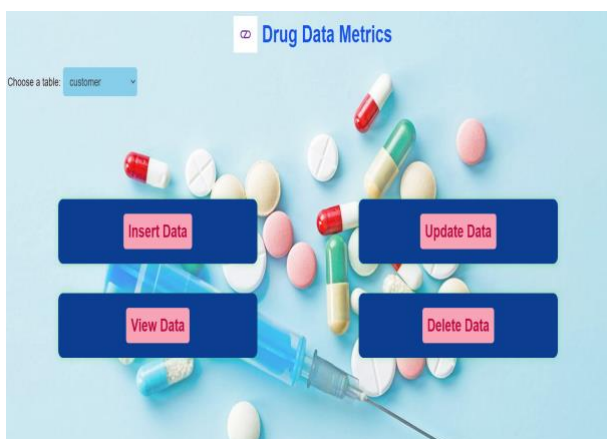 Drug Data Metrics
Choose a table: customer
Insert Data
Update Data
View Data
Delete Data